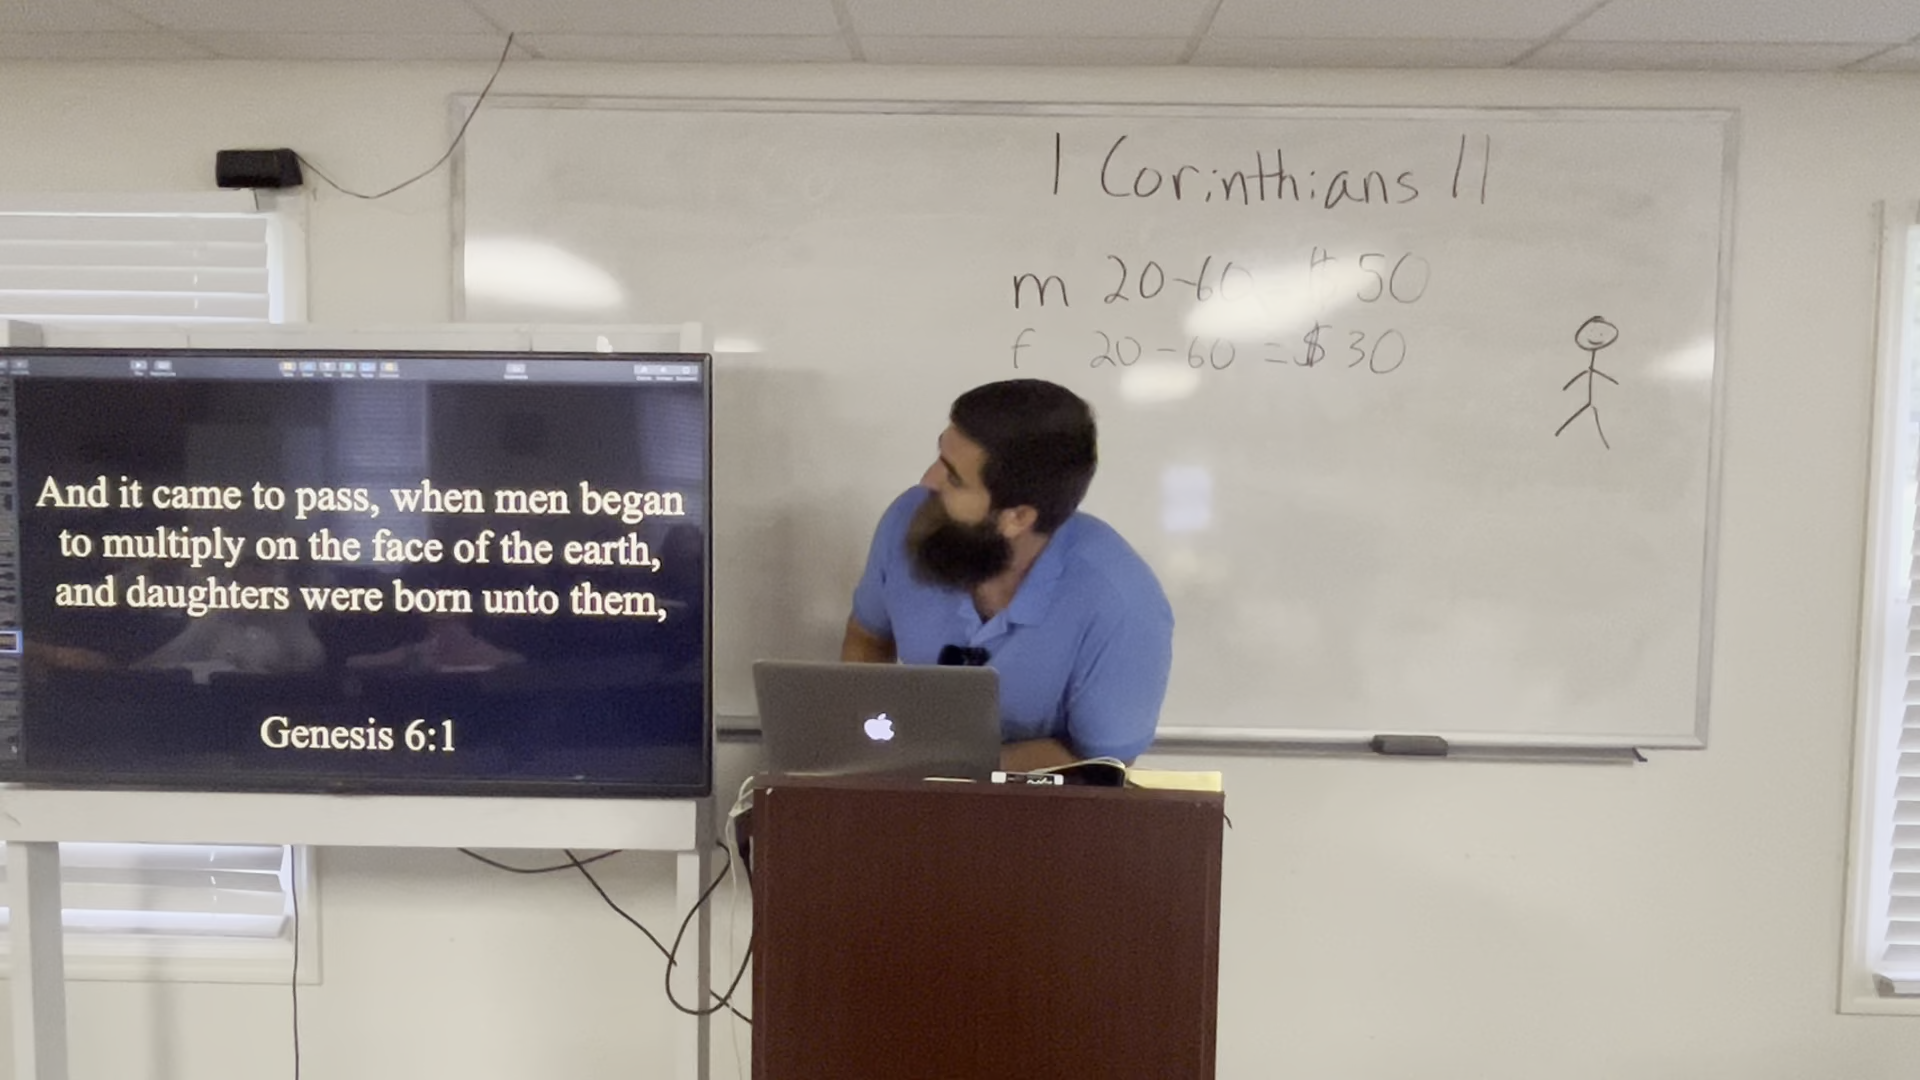 1 Corinthians 11
m 20-60 $50
f 20-60 = $30
And it came to pass, when men began
to multiply on the face of the earth,
and daughters were born unto them,
Genesis 6:1